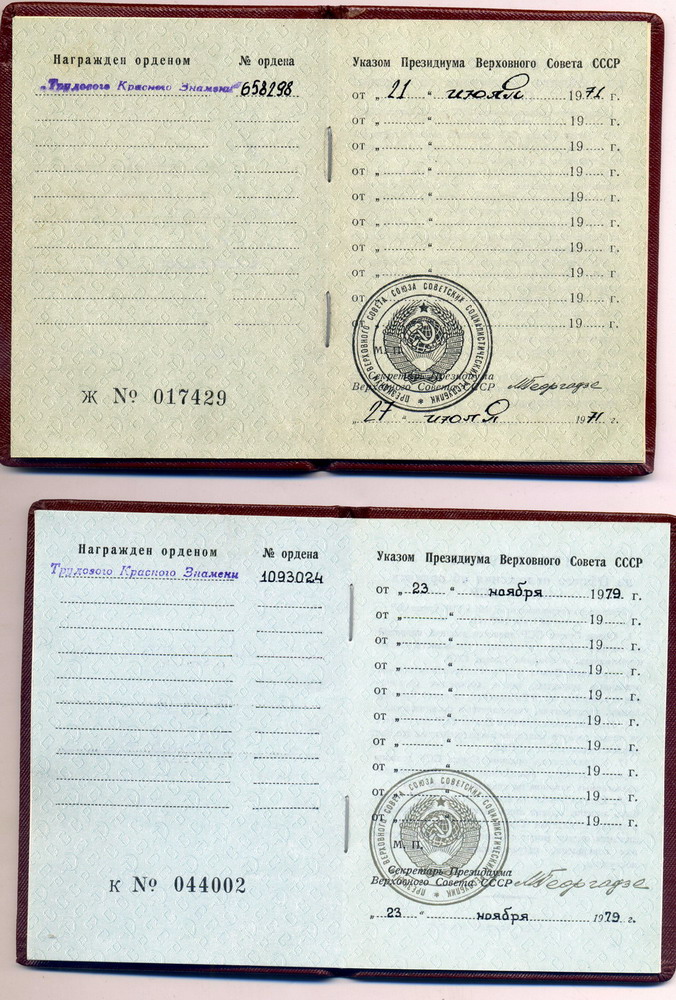 Награжден орденом № ордена
„Трудового Красного Знамени“ 658298
Ж № 017429
Указом Президиума Верховного Совета СССР
от „ 21 “ июля 1971 г.
от „ “ 19 г.
от „ “ 19 г.
от „ “ 19 г.
от „ “ 19 г.
от „ “ 19 г.
от „ “ 19 г.
от „ “ 19 г.
от „ “ 19 г.
от 19 г.
М. П.
Секретарь Президиума
Верховного Совета СССР МГеоргадзе
„ 27 “ июля 1971 г.
ПРЕЗИДИУМ ВЕРХОВНОГО СОВЕТА СОЮЗА СОВЕТСКИХ СОЦИАЛИСТИЧЕСКИХ РЕСПУБЛИК
Награжден орденом № ордена
Трудового Красного Знамени 1093024
К № 044002
Указом Президиума Верховного Совета СССР
от „ 23 “ ноября 1979 г.
от „ “ 19 г.
от „ “ 19 г.
от „ “ 19 г.
от „ “ 19 г.
от „ “ 19 г.
от „ “ 19 г.
от „ “ 19 г.
от „ “ 19 г.
от „ “ 19 г.
М. П.
Секретарь Президиума
Верховного Совета СССР МГеоргадзе
„ 23 “ ноября 1979 г.
ПРЕЗИДИУМ ВЕРХОВНОГО СОВЕТА СОЮЗА СОВЕТСКИХ СОЦИАЛИСТИЧЕСКИХ РЕСПУБЛИК